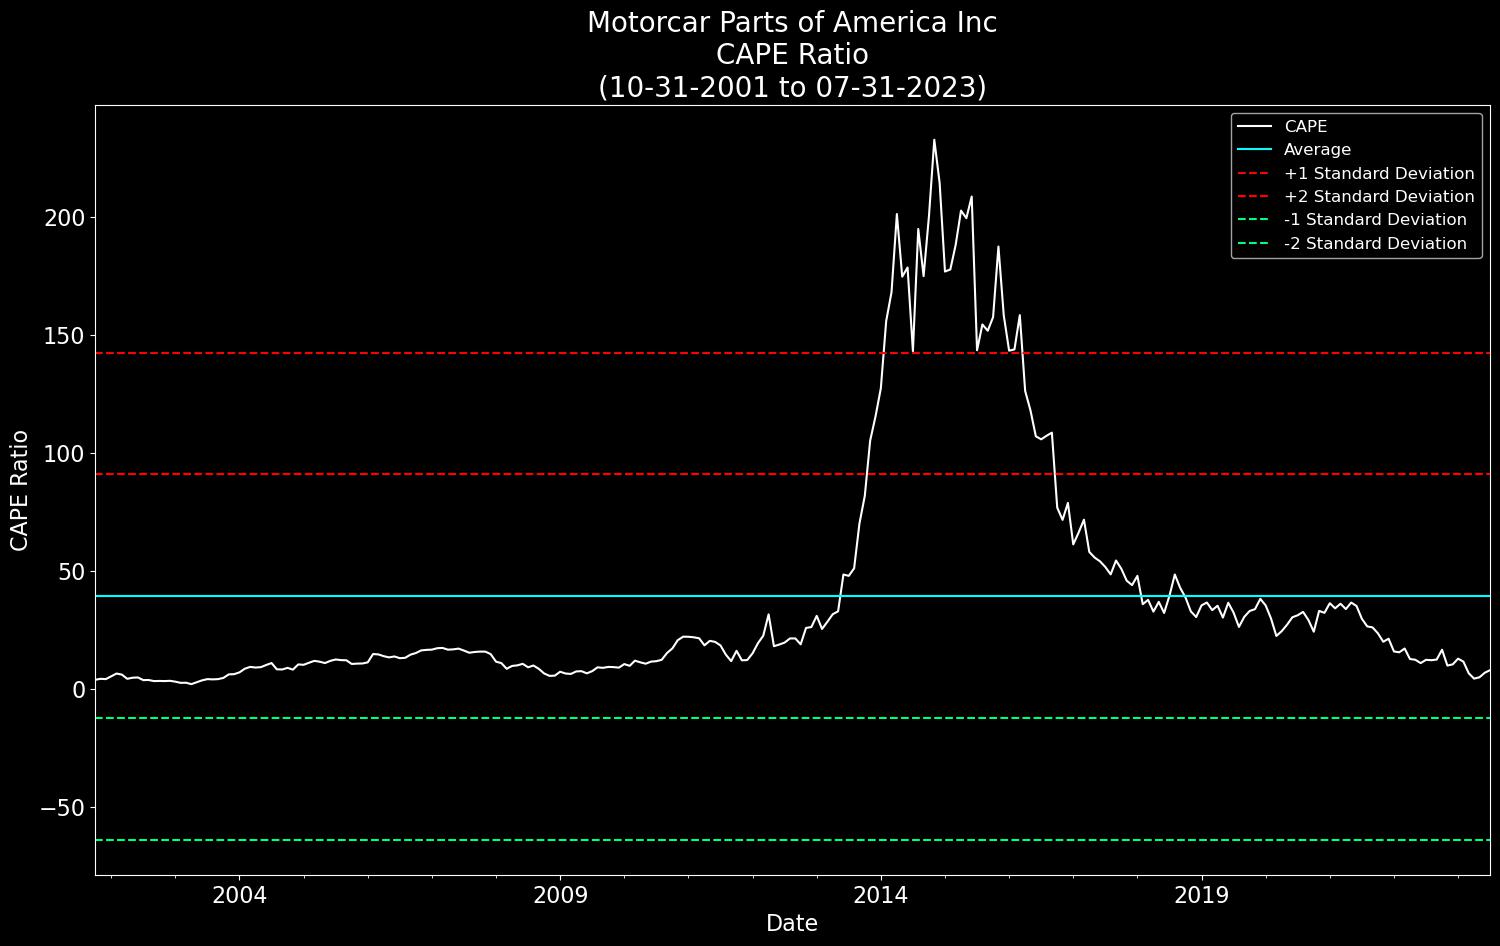 Motorcar Parts of America Inc
CAPE Ratio
(10-31-2001 to 07-31-2023)
CAPE
Average
+1 Standard Deviation
+2 Standard Deviation
-1 Standard Deviation
-2 Standard Deviation
CAPE Ratio
200
150
100
50
0
−50
2004
2009
2014
2019
Date